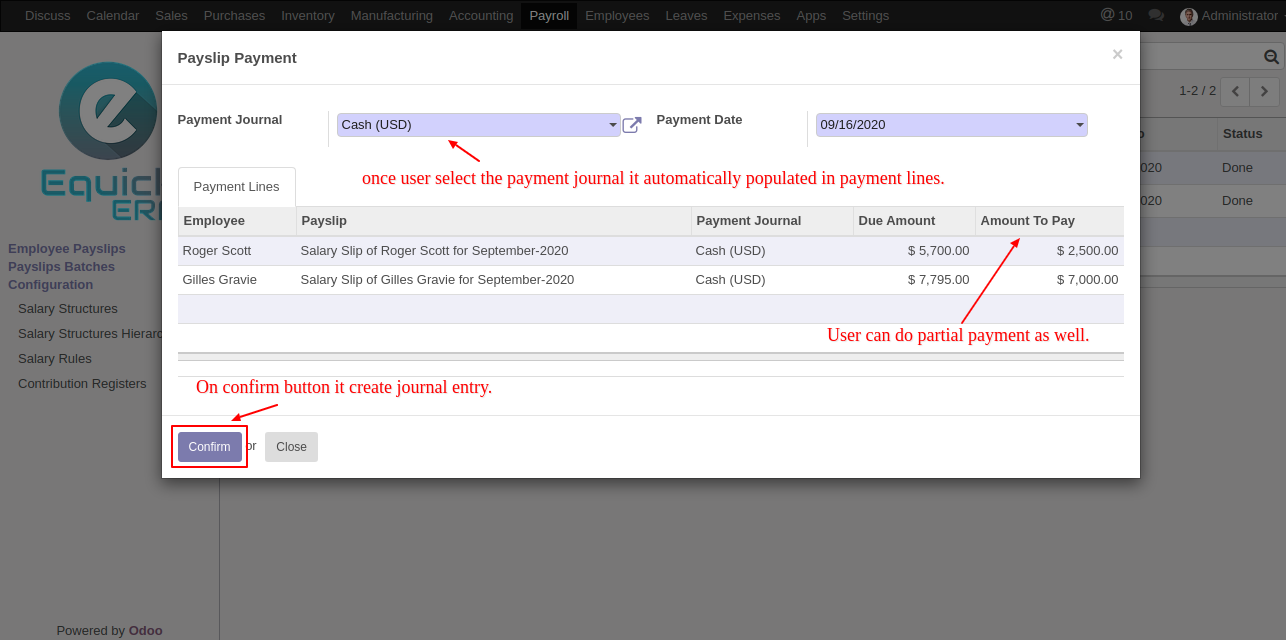 Discuss Calendar Sales Purchases Inventory Manufacturing Accounting Payroll Employees Leaves Expenses Apps Settings @ 10 Administrator
Payslip Payment ×
1-2 / 2
Payment Journal Cash (USD) Payment Date 09/16/2020
Status
once user select the payment journal it automatically populated in payment lines.
2020 Done
2020 Done
Payment Lines
Employee Payslip Payment Journal Due Amount Amount To Pay
Roger Scott Salary Slip of Roger Scott for September-2020 Cash (USD) $ 5,700.00 $ 2,500.00
Gilles Gravie Salary Slip of Gilles Gravie for September-2020 Cash (USD) $ 7,795.00 $ 7,000.00
User can do partial payment as well.
On confirm button it create journal entry.
Confirm or Close
Equick
ER
Employee Payslips
Payslips Batches
Configuration
Salary Structures
Salary Structures Hierarc
Salary Rules
Contribution Registers
Powered by Odoo